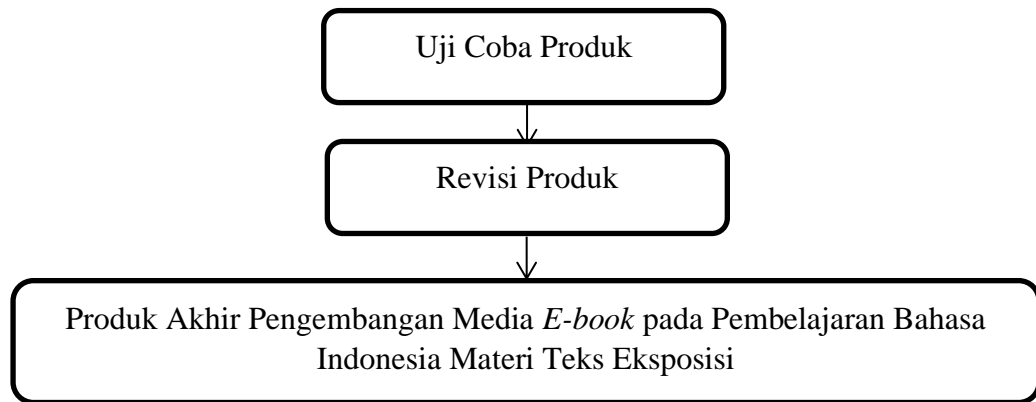 Uji Coba Produk
Revisi Produk
Produk Akhir Pengembangan Media E-book pada Pembelajaran Bahasa
Indonesia Materi Teks Eksposisi